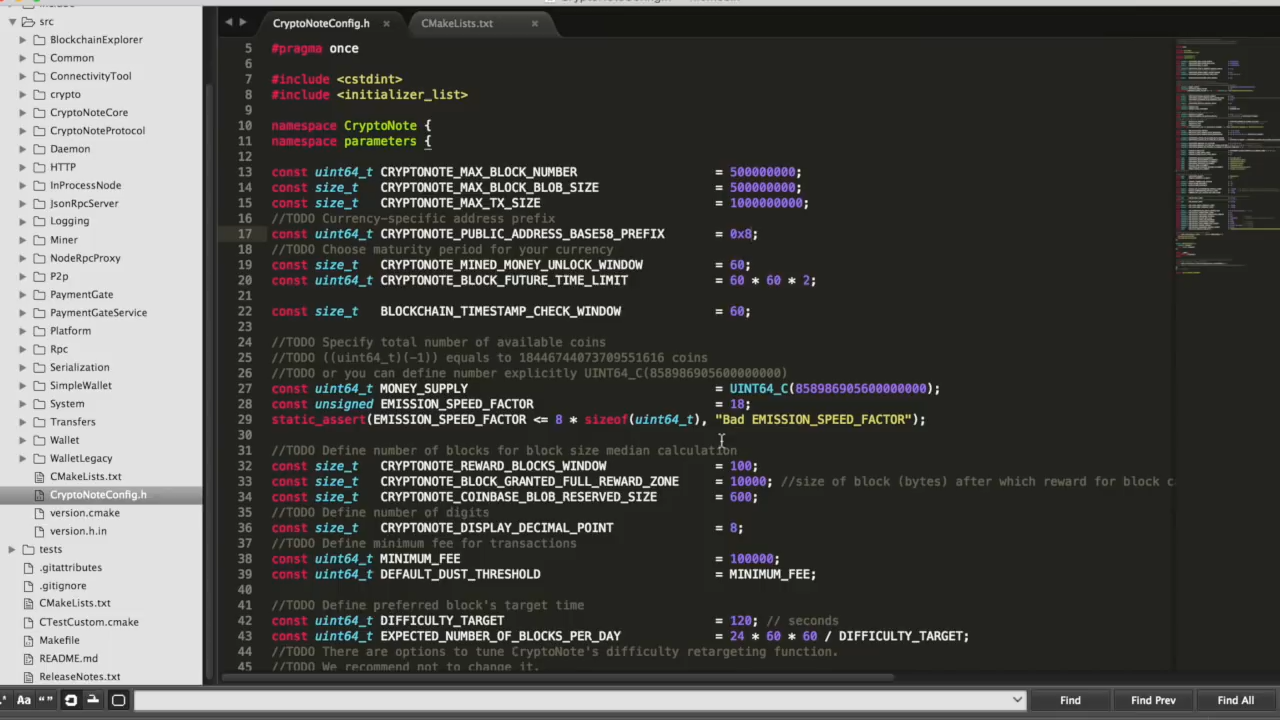 src
BlockchainExplorer
Common
ConnectivityTool
crypto
CryptoNoteCore
CryptoNoteProtocol
Daemon
HTTP
InProcessNode
JsonRpcServer
Logging
Miner
NodeRpcProxy
P2p
PaymentGate
PaymentGateService
Platform
Rpc
Serialization
SimpleWallet
System
Transfers
Wallet
WalletLegacy
CMakeLists.txt
CryptoNoteConfig.h
version.cmake
version.h.in
tests
.gitattributes
.gitignore
CMakeLists.txt
CTestCustom.cmake
Makefile
README.md
ReleaseNotes.txt
CryptoNoteConfig.h
CMakeLists.txt
5 #pragma once
6
7 #include <cstdint>
8 #include <initializer_list>
9
10 namespace CryptoNote {
11 namespace parameters {
12
13 const uint64_t CRYPTONOTE_MAX_BLOCK_NUMBER = 500000000;
14 const size_t CRYPTONOTE_MAX_BLOCK_BLOB_SIZE = 500000000;
15 const size_t CRYPTONOTE_MAX_TX_SIZE = 1000000000;
16 //TODO Currency-specific address prefix
17 const uint64_t CRYPTONOTE_PUBLIC_ADDRESS_BASE58_PREFIX = 0x8;
18 //TODO Choose maturity period for your currency
19 const size_t CRYPTONOTE_MINED_MONEY_UNLOCK_WINDOW = 60;
20 const uint64_t CRYPTONOTE_BLOCK_FUTURE_TIME_LIMIT = 60 * 60 * 2;
21
22 const size_t BLOCKCHAIN_TIMESTAMP_CHECK_WINDOW = 60;
23
24 //TODO Specify total number of available coins
25 //TODO ((uint64_t)(-1)) equals to 18446744073709551616 coins
26 //TODO or you can define number explicitly UINT64_C(858986905600000000)
27 const uint64_t MONEY_SUPPLY = UINT64_C(858986905600000000);
28 const unsigned EMISSION_SPEED_FACTOR = 18;
29 static_assert(EMISSION_SPEED_FACTOR <= 8 * sizeof(uint64_t), "Bad EMISSION_SPEED_FACTOR");
30
31 //TODO Define number of blocks for block size median calculation
32 const size_t CRYPTONOTE_REWARD_BLOCKS_WINDOW = 100;
33 const size_t CRYPTONOTE_BLOCK_GRANTED_FULL_REWARD_ZONE = 10000; //size of block (bytes) after which reward for block c
34 const size_t CRYPTONOTE_COINBASE_BLOB_RESERVED_SIZE = 600;
35 //TODO Define number of digits
36 const size_t CRYPTONOTE_DISPLAY_DECIMAL_POINT = 8;
37 //TODO Define minimum fee for transactions
38 const uint64_t MINIMUM_FEE = 100000;
39 const uint64_t DEFAULT_DUST_THRESHOLD = MINIMUM_FEE;
40
41 //TODO Define preferred block's target time
42 const uint64_t DIFFICULTY_TARGET = 120; // seconds
43 const uint64_t EXPECTED_NUMBER_OF_BLOCKS_PER_DAY = 24 * 60 * 60 / DIFFICULTY_TARGET;
44 //TODO There are options to tune CryptoNote's difficulty retargeting function.
45 //TODO We recommend not to change it.
.* Aa “”
Find
Find Prev
Find All